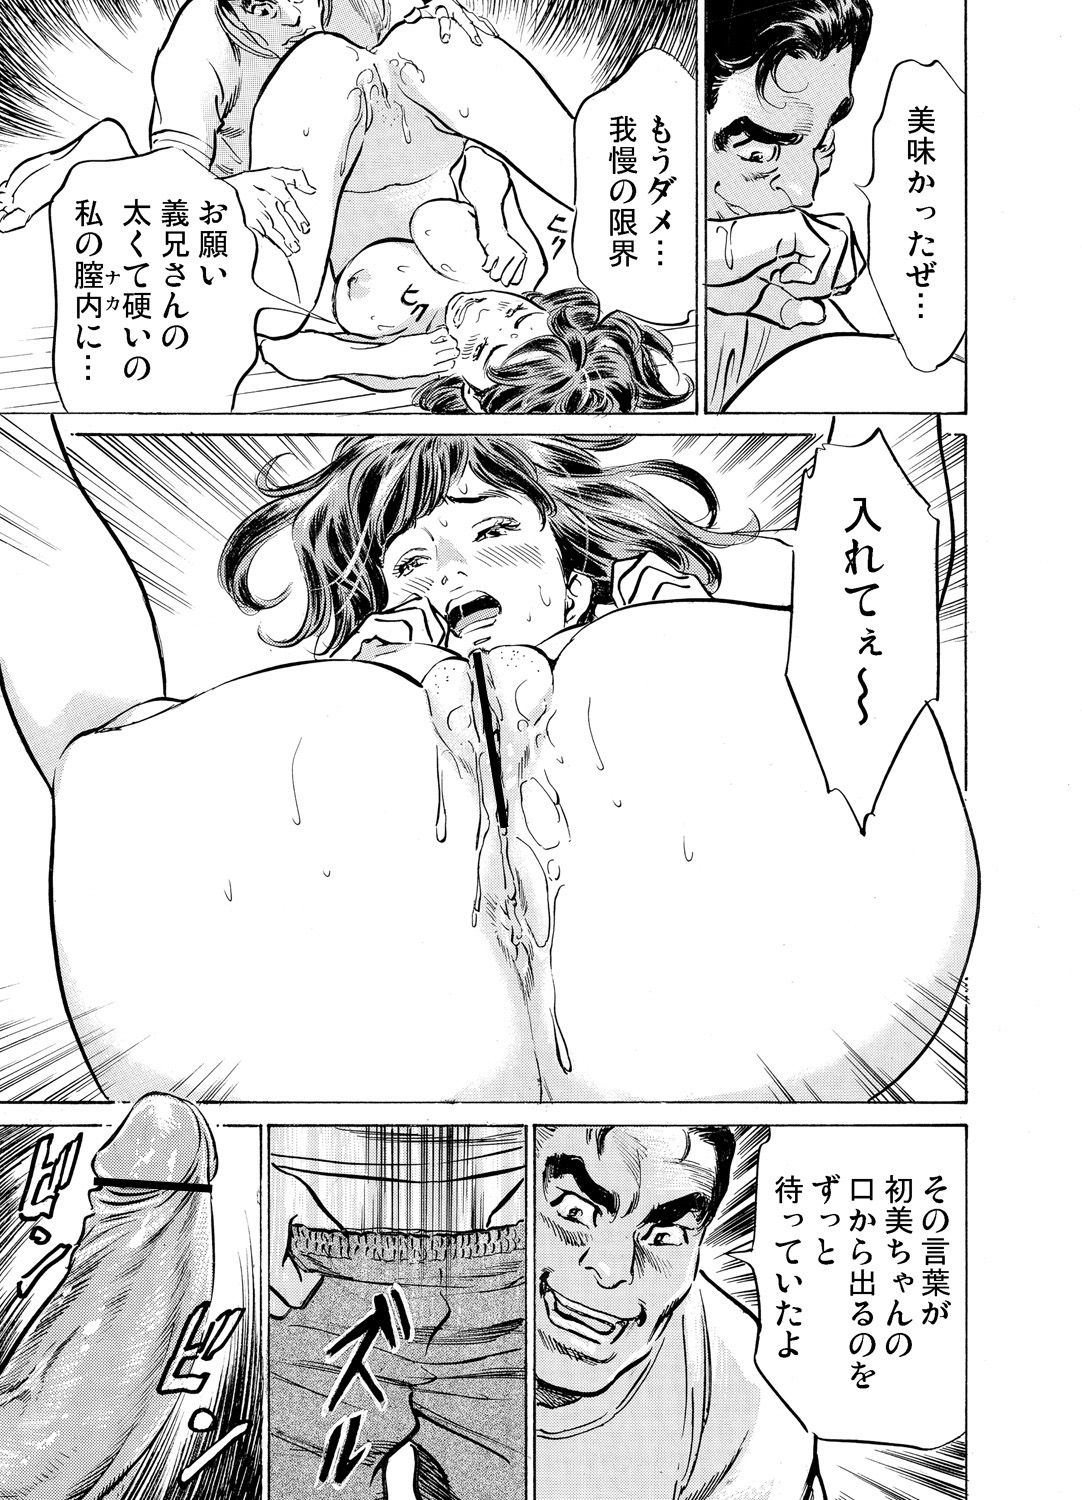 美味かったぜ…
もうダメ…
我慢の限界
お願い
義兄さんの
太くて硬いの
私の膣内に…
ナカ
ヒク
ヒク
入れてぇ～
その言葉が
初美ちゃんの
口から出るのを
ずっと
待っていたよ
ズル
ビン
ビン